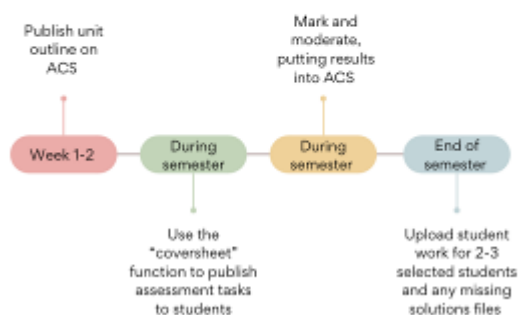 Publish unit
outline on
ACS
Mark and
moderate,
putting results
into ACS
Week 1-2
During
semester
During
semester
End of
semester
Use the
"coversheet"
function to publish
assessment tasks
to students
Upload student
work for 2-3
selected students
and any missing
solutions files